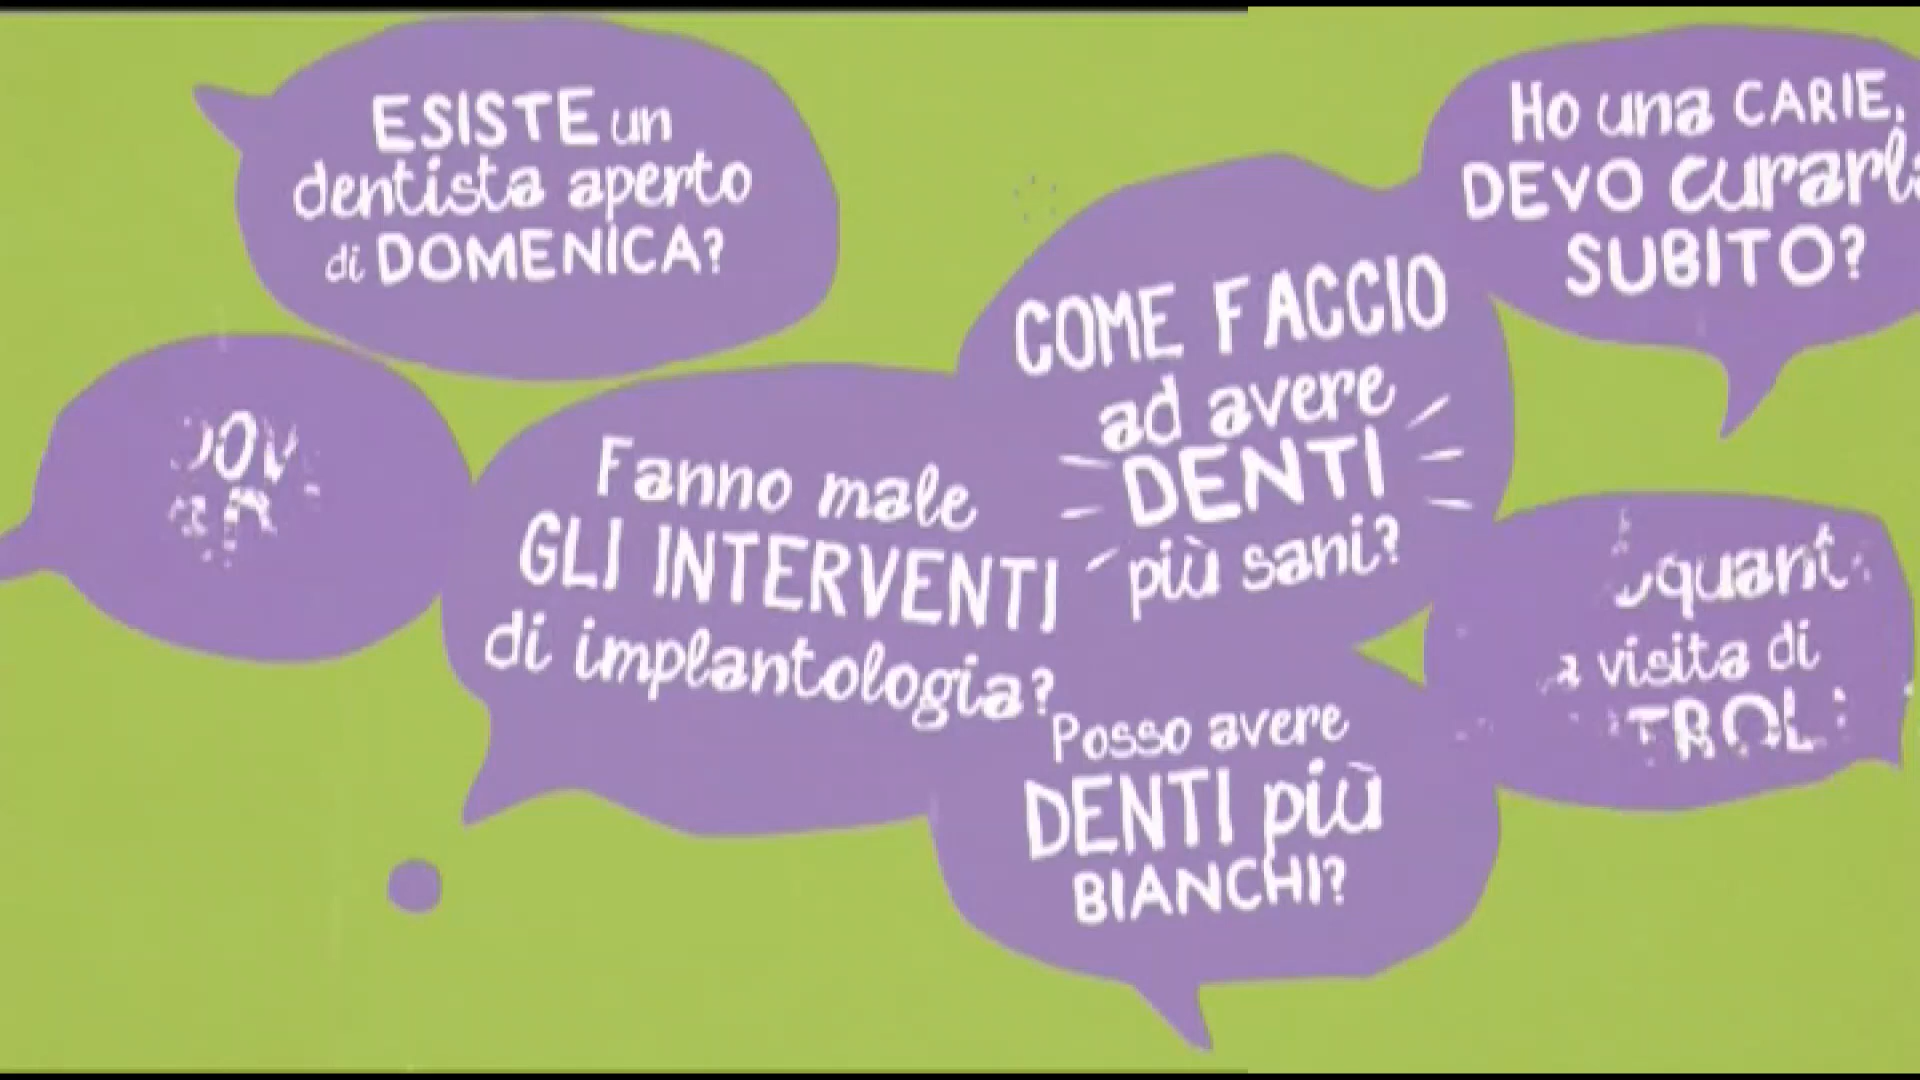 ESISTE un
dentista aperto
di DOMENICA?
Ho una CARIE,
DEVO
SUBITO?
COME FACCIO
ad avere
DENTI
più sani?
Fanno male
GLI INTERVENTI
di implantologia?
visita di
Posso avere
DENTI più
BIANCHI?